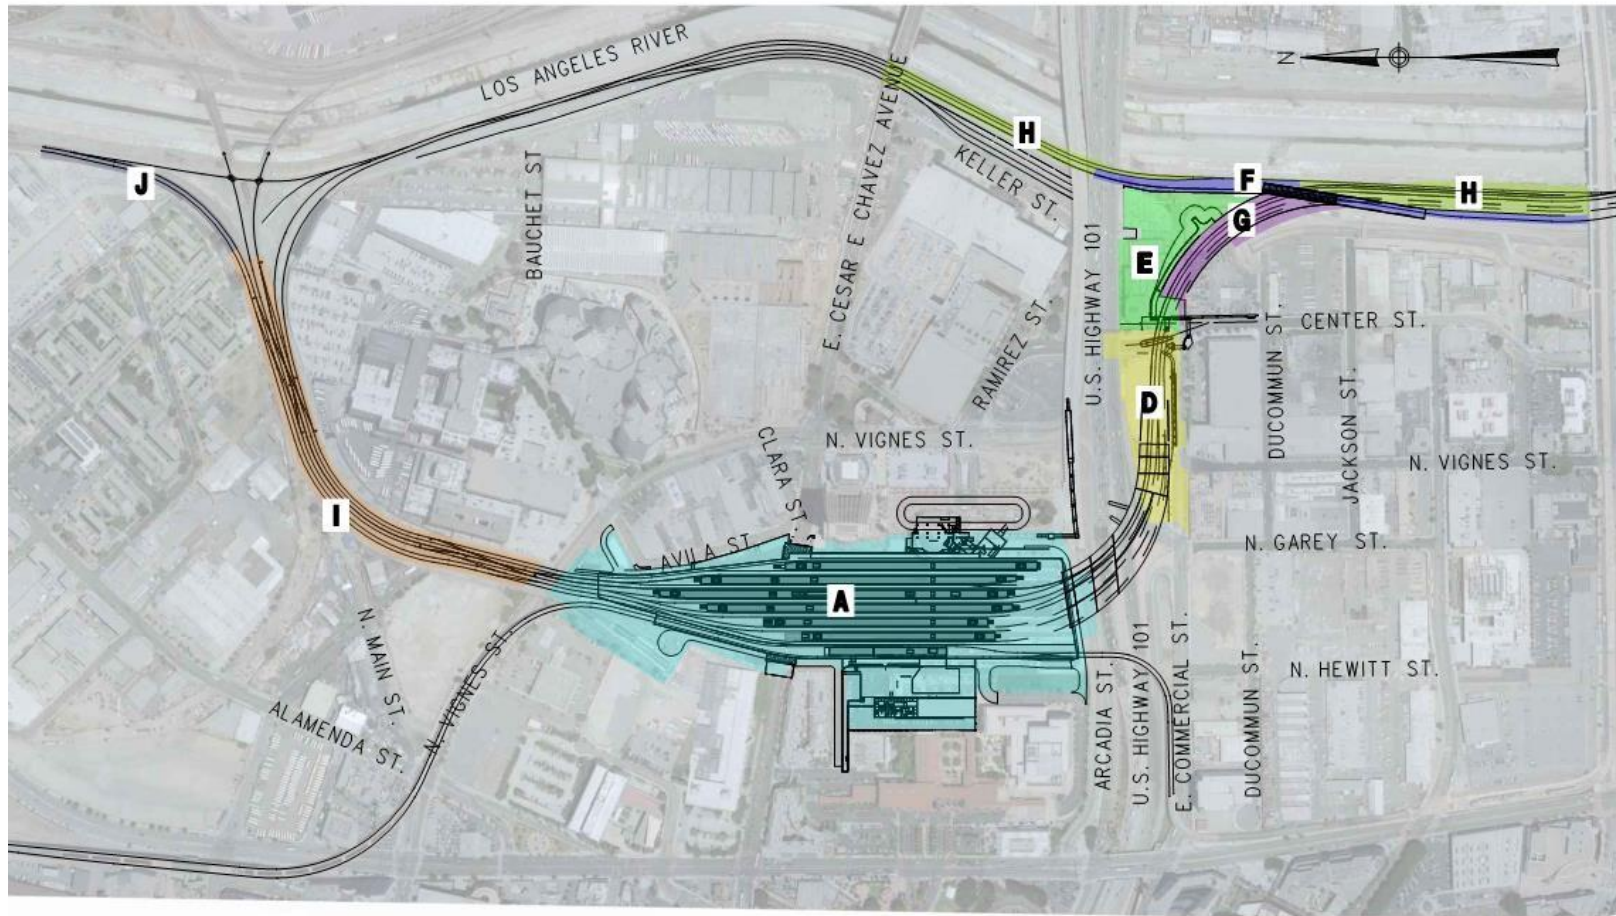 LOS ANGELES RIVER
N
H
J
BAUCHET ST
E. CESAR E CHAVEZ AVENUE
KELLER ST.
F
H
G
E
U.S. HIGHWAY 101
RAMIREZ ST.
CENTER ST.
DUCOMMUN ST.
JACKSON ST.
D
N. VIGNES ST.
N. VIGNES ST.
CLARA ST.
I
AVILA ST.
N. GAREY ST.
A
N. MAIN ST.
N. VIGNES ST.
ALAMENDA ST.
ARCADIA ST.
U.S. HIGHWAY 101
E. COMMERCIAL ST.
DUCOMMUN ST.
N. HEWITT ST.